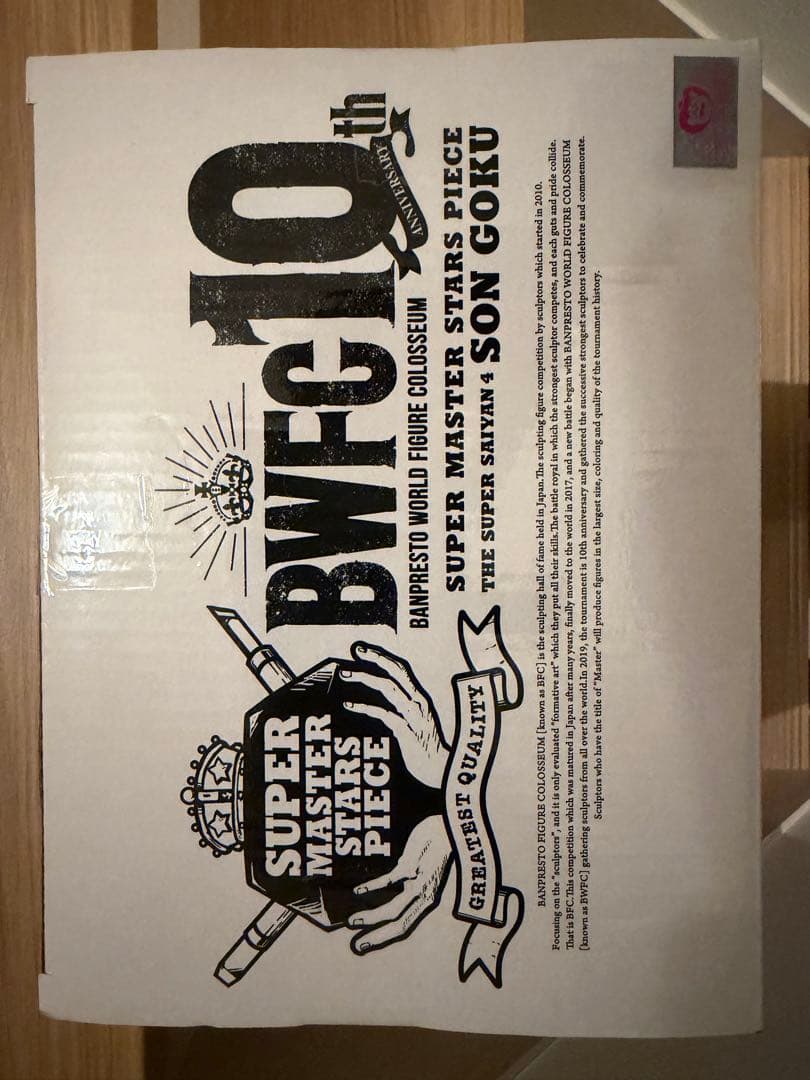 SUPER
MASTER
STARS
PIECE
GREATEST QUALITY
BWFC10th
ANNIVERSARY
BANPRESTO WORLD FIGURE COLOSSEUM
SUPER MASTER STARS PIECE
THE SUPER SAIYAN 4 SON GOKU
BANPRESTO FIGURE COLOSSEUM [known as BFC] is the sculpting hall of fame held in Japan. The sculpting figure competition by sculptors which started in 2010.
Focusing on the "sculptors", and it is only evaluated "formative art" which they put all their skills. The battle royal in which the strongest sculptor competes, and each guts and pride collide.
That is BFC. This competition which was matured in Japan after many years, finally moved to the world in 2017, and a new battle began with BANPRESTO WORLD FIGURE COLOSSEUM
[known as BWFC] gathering sculptors from all over the world. In 2019, the tournament is 10th anniversary and gathered the successive strongest sculptors to celebrate and commemorate.
Sculptors who have the title of "Master" will produce figures in the largest size, coloring and quality of the tournament history.